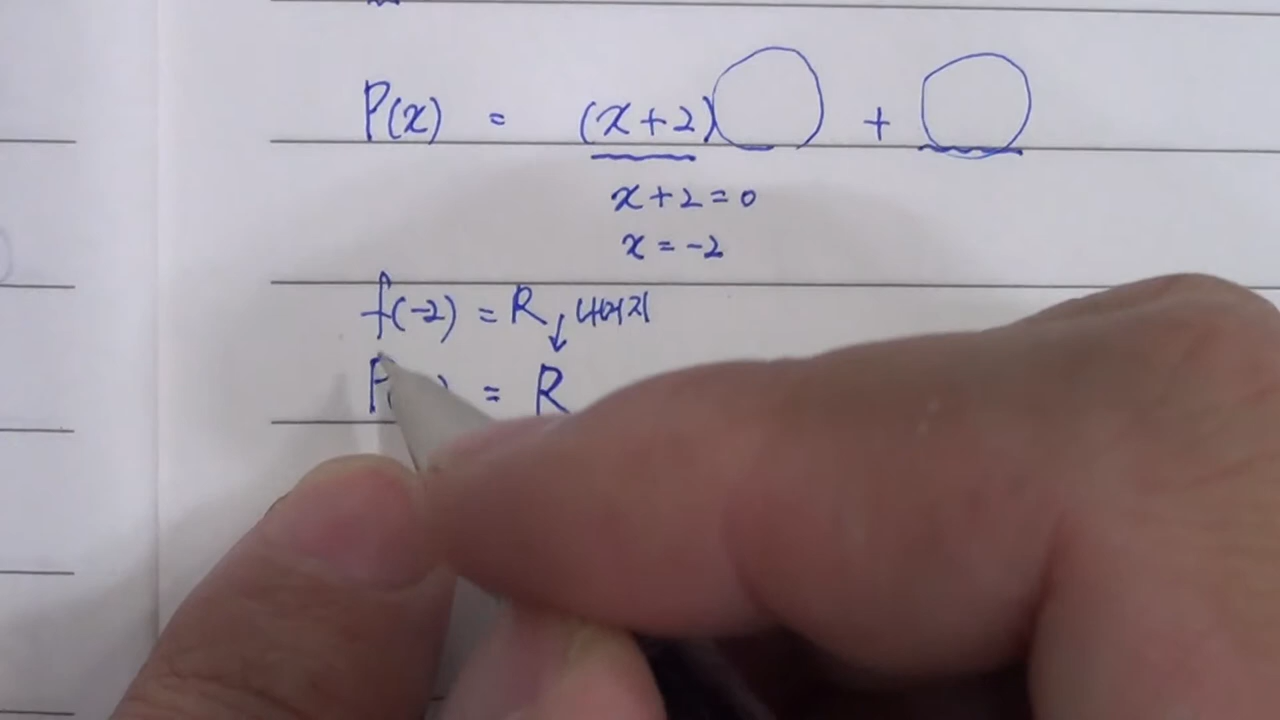 P(x) = (x+2)◯ + ◯
x+2=0
x=-2
f(-2) = R↓ 나머지
P( ) = R